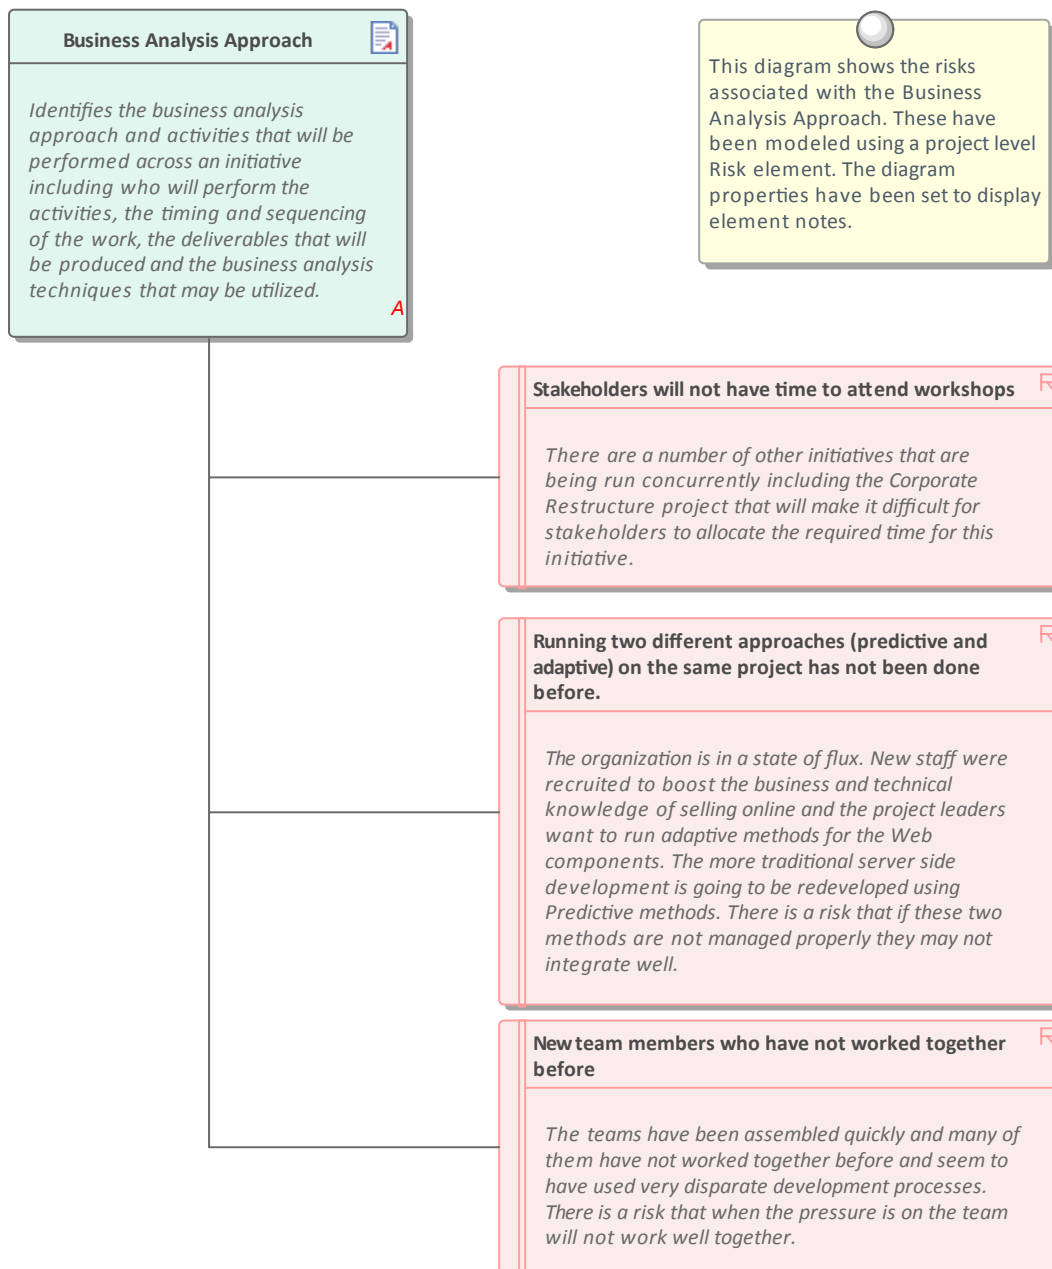 Business Analysis Approach
Identifies the business analysis
approach and activities that will be
performed across an initiative
including who will perform the
activities, the timing and sequencing
of the work, the deliverables that will
be produced and the business analysis
techniques that may be utilized.
A
This diagram shows the risks
associated with the Business
Analysis Approach. These have
been modeled using a project level
Risk element. The diagram
properties have been set to display
element notes.
Stakeholders will not have time to attend workshops
R
There are a number of other initiatives that are
being run concurrently including the Corporate
Restructure project that will make it difficult for
stakeholders to allocate the required time for this
initiative.
Running two different approaches (predictive and
R
adaptive) on the same project has not been done
before.
The organization is in a state of flux. New staff were
recruited to boost the business and technical
knowledge of selling online and the project leaders
want to run adaptive methods for the Web
components. The more traditional server side
development is going to be redeveloped using
Predictive methods. There is a risk that if these two
methods are not managed properly they may not
integrate well.
New team members who have not worked together
R
before
The teams have been assembled quickly and many of
them have not worked together before and seem to
have used very disparate development processes.
There is a risk that when the pressure is on the team
will not work well together.